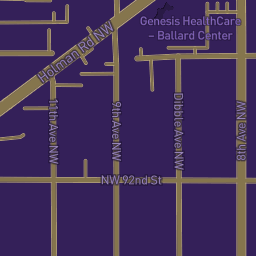 Genesis HealthCare
~ Ballard Center
Holman Rd NW
11th Ave NW
9th Ave NW
Dibble Ave NW
8th Ave NW
NW 92nd St